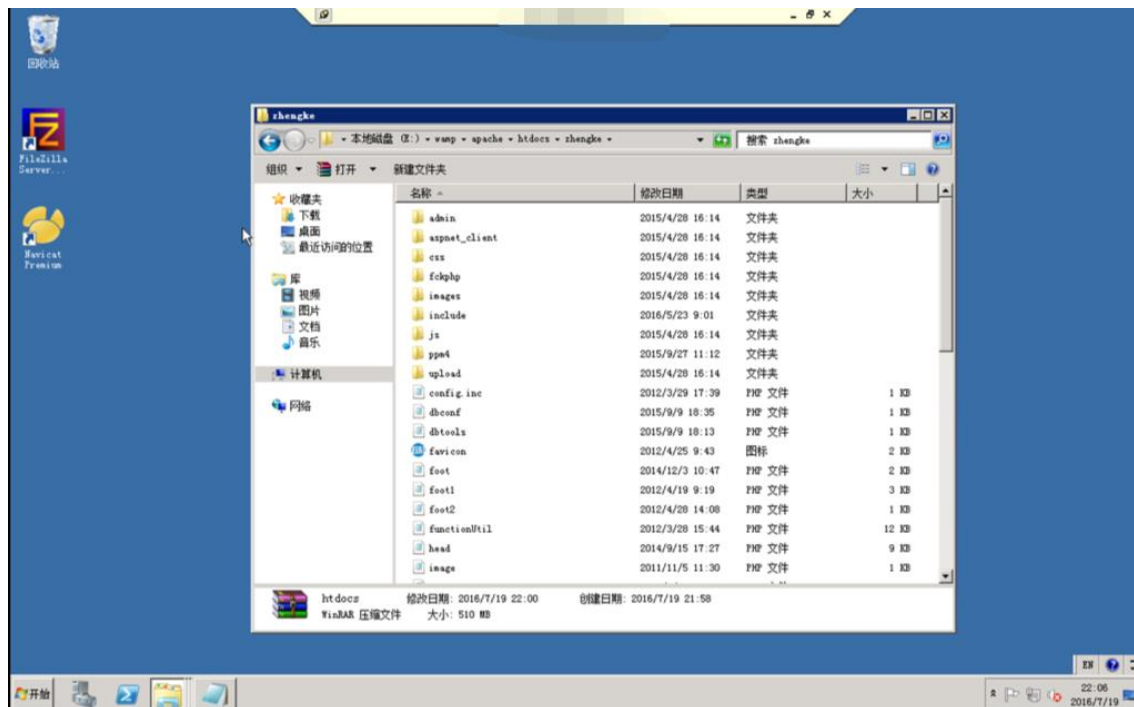 回收站
FileZilla
Server...
Navicat
Premium
zhengke
本地磁盘 (E:) wamp apache htdocs zhengke
搜索 zhengke
组织 打开 新建文件夹
名称 修改日期 类型 大小
收藏夹
下载
桌面
最近访问的位置
库
视频
图片
文档
音乐
计算机
网络
admin 2015/4/28 16:14 文件夹
aspnet_client 2015/4/28 16:14 文件夹
css 2015/4/28 16:14 文件夹
fckphp 2015/4/28 16:14 文件夹
images 2015/4/28 16:14 文件夹
include 2016/5/23 9:01 文件夹
js 2015/4/28 16:14 文件夹
ppm4 2015/9/27 11:12 文件夹
upload 2015/4/28 16:14 文件夹
config.inc 2012/3/29 17:39 PHP 文件 1 KB
dbconf 2015/9/9 18:35 PHP 文件 1 KB
dbtools 2015/9/9 18:13 PHP 文件 1 KB
favicon 2012/4/25 9:43 图标 2 KB
foot 2014/12/3 10:47 PHP 文件 2 KB
foot1 2012/4/19 9:19 PHP 文件 3 KB
foot2 2012/4/28 14:08 PHP 文件 1 KB
functionUtil 2012/3/28 15:44 PHP 文件 12 KB
head 2014/9/15 17:27 PHP 文件 9 KB
image 2011/11/5 11:30 PHP 文件 1 KB
htdocs 修改日期: 2016/7/19 22:00 创建日期: 2016/7/19 21:58
WinRAR 压缩文件 大小: 510 MB
EN
开始
22:06
2016/7/19